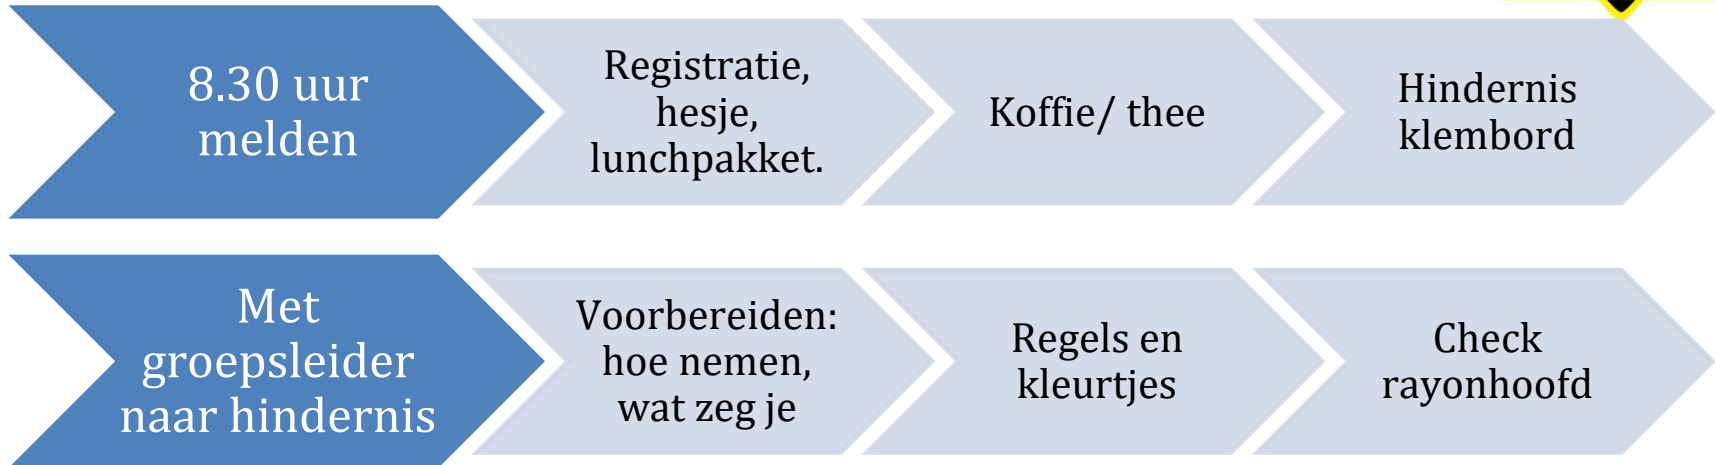 8.30 uur
melden
Registratie,
hesje,
lunchpakket.
Koffie/ thee
Hindernis
klembord
Met
groepsleider
naar hindernis
Voorbereiden:
hoe nemen,
wat zeg je
Regels en
kleurtjes
Check
rayonhoofd